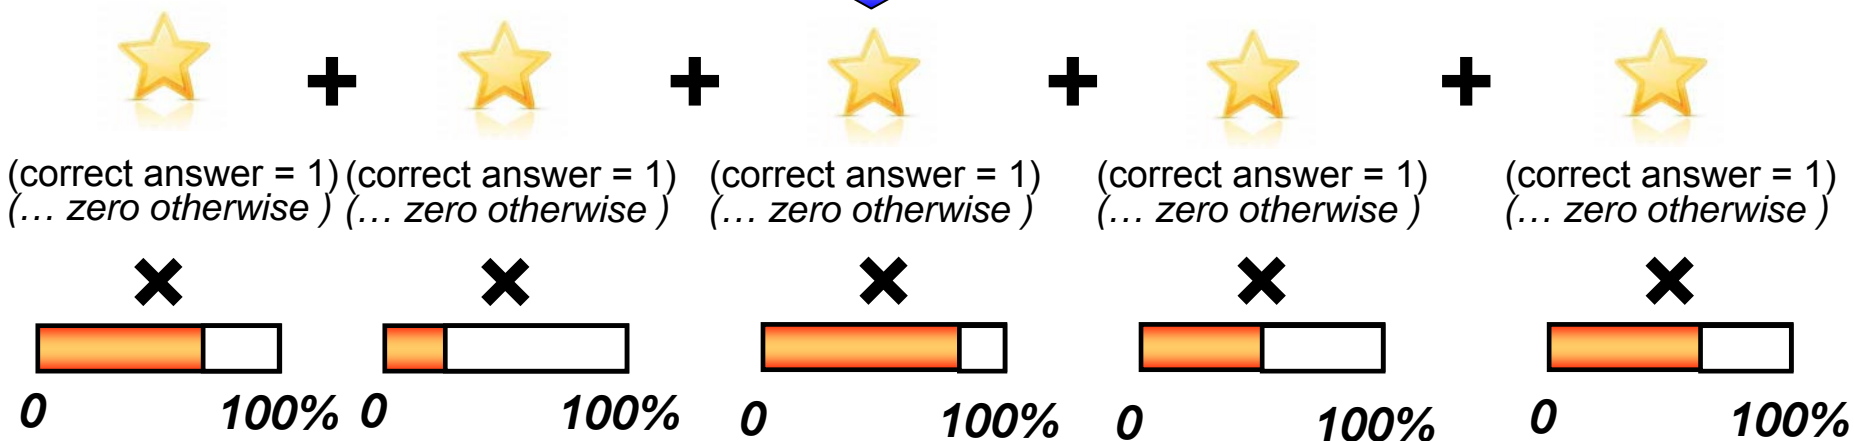 + + + +
(correct answer = 1) (correct answer = 1) (correct answer = 1) (correct answer = 1) (correct answer = 1)
(... zero otherwise ) (... zero otherwise ) (... zero otherwise ) (... zero otherwise ) (... zero otherwise )
× × × × ×
0 100% 0 100% 0 100% 0 100% 0 100%